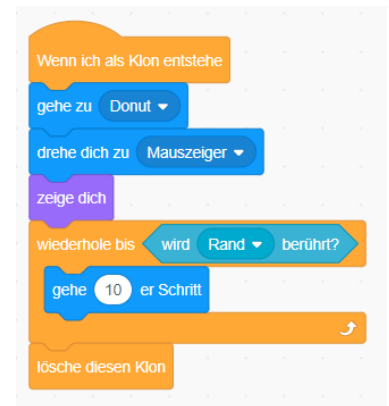 Wenn ich als Klon entstehe
gehe zu Donut
drehe dich zu Mauszeiger
zeige dich
wiederhole bis wird Rand berührt?
gehe 10 er Schritt
lösche diesen Klon